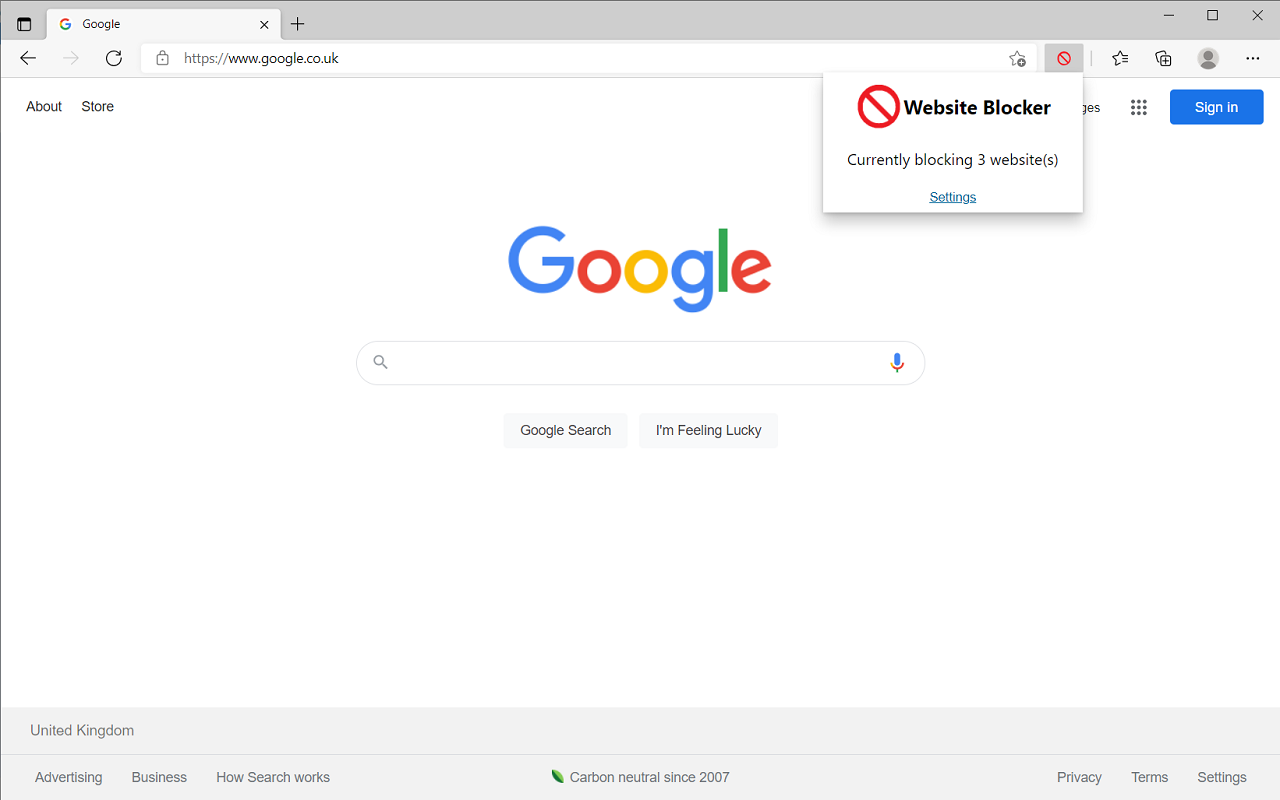 Google
https://www.google.co.uk
About Store
Website Blocker
Currently blocking 3 website(s)
Settings
Sign in
Google
Google Search I'm Feeling Lucky
United Kingdom
Advertising Business How Search works Carbon neutral since 2007 Privacy Terms Settings